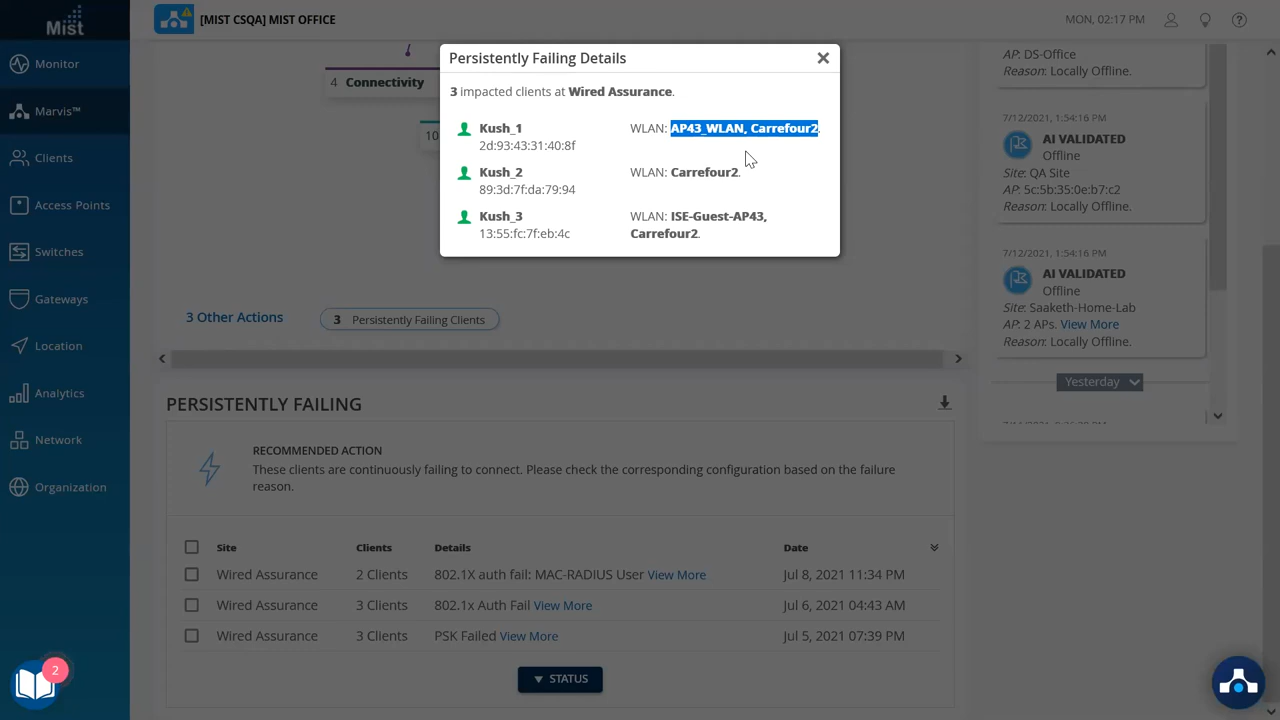 Mist
[MIST CSQA] MIST OFFICE
MON, 02:17 PM
Monitor
Marvis™
Clients
Access Points
Switches
Gateways
Location
Analytics
Network
Organization
2
4 Connectivity
10
Persistently Failing Details
3 impacted clients at Wired Assurance.
Kush_1
2d:93:43:31:40:8f
WLAN: AP43_WLAN, Carrefour2.
Kush_2
89:3d:7f:da:79:94
WLAN: Carrefour2.
Kush_3
13:55:fc:7f:eb:4c
WLAN: ISE-Guest-AP43,
Carrefour2.
3 Other Actions
3 Persistently Failing Clients
PERSISTENTLY FAILING
RECOMMENDED ACTION
These clients are continuously failing to connect. Please check the corresponding configuration based on the failure
reason.
Site Clients Details Date
Wired Assurance 2 Clients 802.1X auth fail: MAC-RADIUS User View More Jul 8, 2021 11:34 PM
Wired Assurance 3 Clients 802.1x Auth Fail View More Jul 6, 2021 04:43 AM
Wired Assurance 3 Clients PSK Failed View More Jul 5, 2021 07:39 PM
STATUS
AP: DS-Office
Reason: Locally Offline.
7/12/2021, 1:54:16 PM
AI VALIDATED
Offline
Site: QA Site
AP: 5c:5b:35:0e:b7:c2
Reason: Locally Offline.
7/12/2021, 1:54:16 PM
AI VALIDATED
Offline
Site: Saaketh-Home-Lab
AP: 2 APs. View More
Reason: Locally Offline.
Yesterday